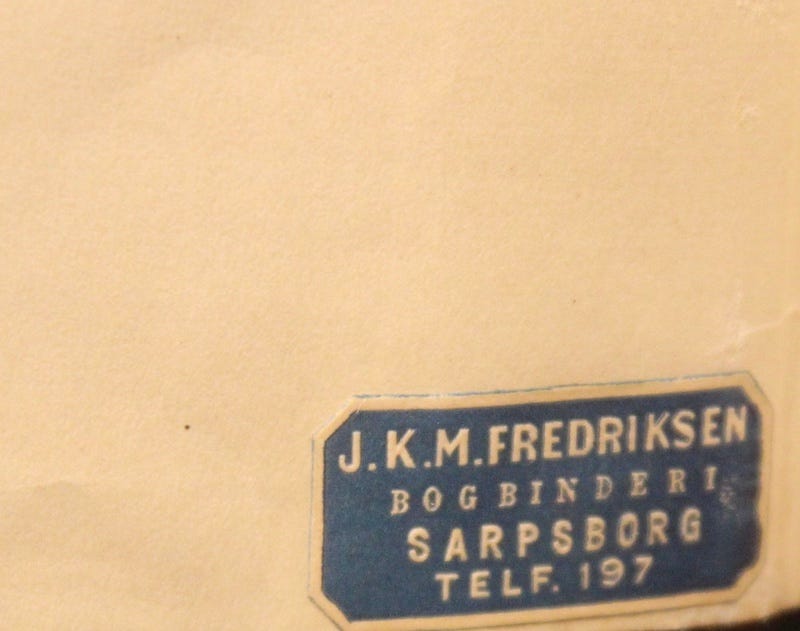 J.K.M.FREDRIKSEN
BOGBINDERI
SARPSBORG
TELF. 197